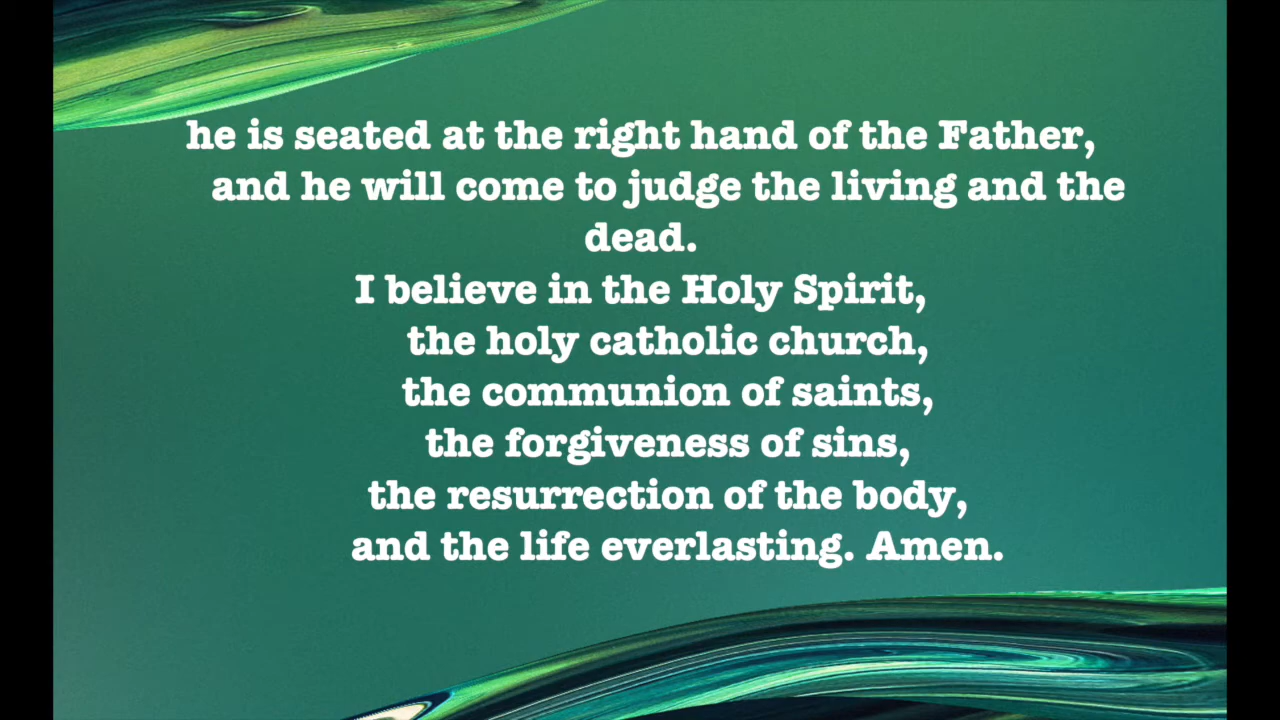 he is seated at the right hand of the Father,
and he will come to judge the living and the
dead.
I believe in the Holy Spirit,
the holy catholic church,
the communion of saints,
the forgiveness of sins,
the resurrection of the body,
and the life everlasting. Amen.